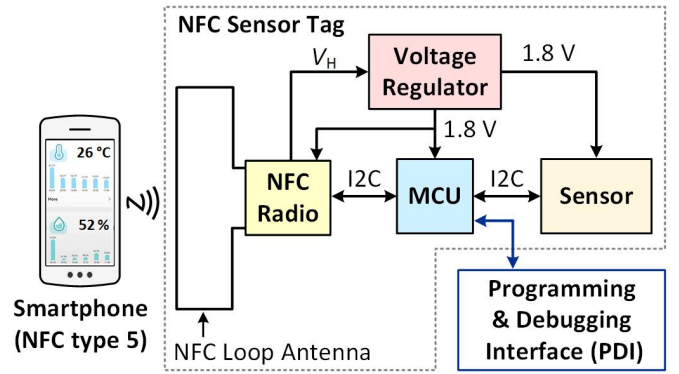 NFC Sensor Tag
Voltage
Regulator
V_H
1.8 V
1.8 V
26 °C
More
52 %
NFC
Radio
I2C
MCU
I2C
Sensor
Smartphone
(NFC type 5)
NFC Loop Antenna
Programming
& Debugging
Interface (PDI)